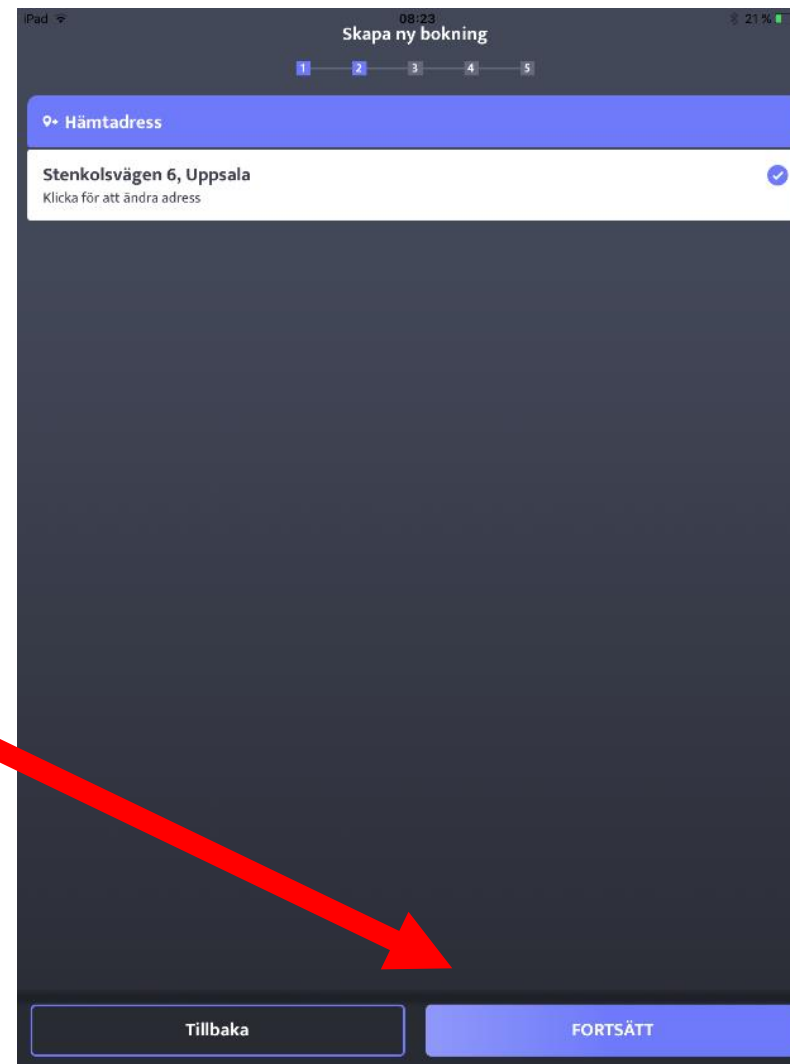 iPad 08:23 21 %
Skapa ny bokning
1 2 3 4 5
Hämtadress
Stenkolsvägen 6, Uppsala
Klicka för att ändra adress
Tillbaka FORTSÄTT